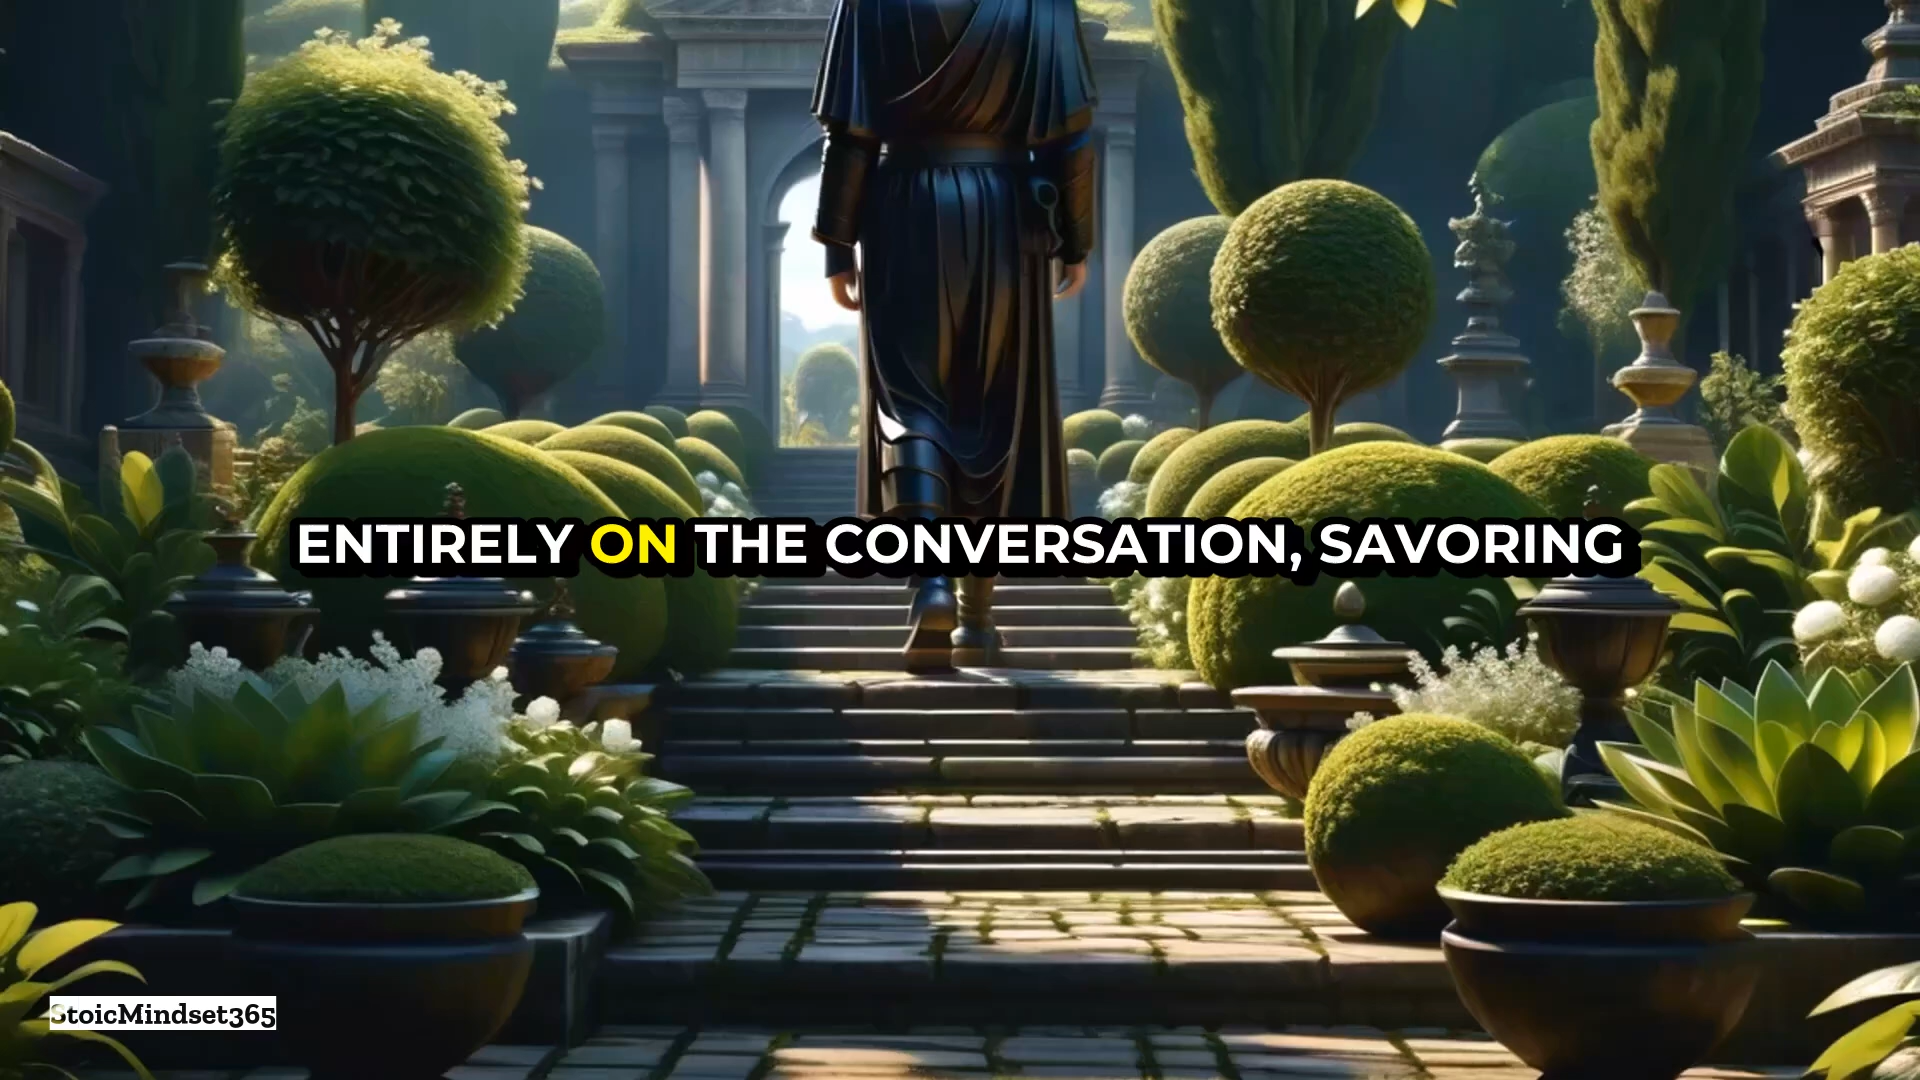 ENTIRELY ON THE CONVERSATION, SAVORING
StoicMindset365